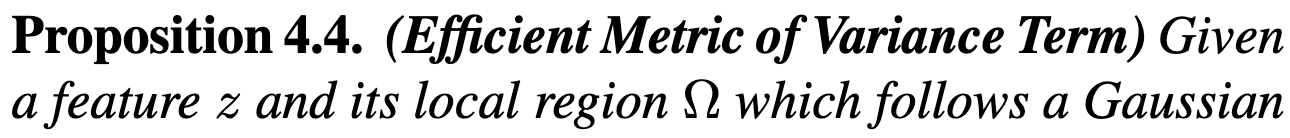 Proposition 4.4. (Efficient Metric of Variance Term) Given
a feature z and its local region Ω which follows a Gaussian